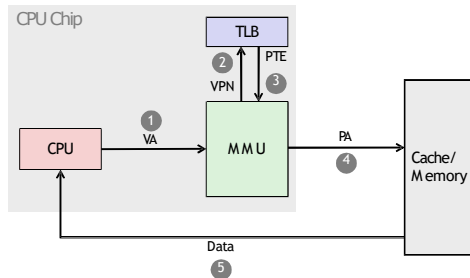 CPU Chip
TLB
2
PTE
VPN
3
1
CPU
VA
MMU
PA
4
Cache/
Memory
Data
5